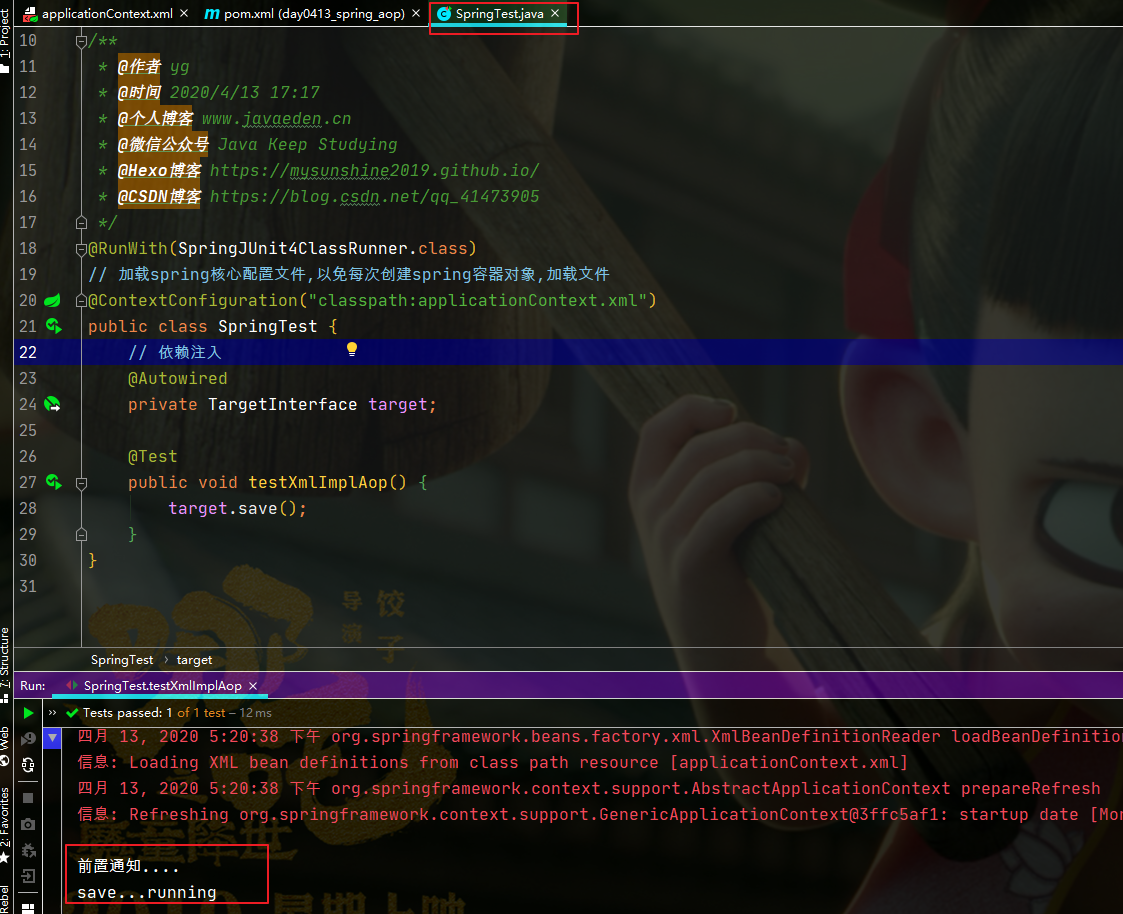 applicationContext.xml
pom.xml (day0413_spring_aop)
SpringTest.java
1: Project
10 /**
11 * @作者 yg
12 * @时间 2020/4/13 17:17
13 * @个人博客 www.javaeden.cn
14 * @微信公众号 Java Keep Studying
15 * @Hexo博客 https://mysunshine2019.github.io/
16 * @CSDN博客 https://blog.csdn.net/qq_41473905
17 */
18 @RunWith(SpringJUnit4ClassRunner.class)
19 // 加载spring核心配置文件,以免每次创建spring容器对象,加载文件
20 @ContextConfiguration("classpath:applicationContext.xml")
21 public class SpringTest {
22 // 依赖注入
23 @Autowired
24 private TargetInterface target;
25
26 @Test
27 public void testXmlImplAop() {
28 target.save();
29 }
30 }
31
导演 饺子
7: Structure
SpringTest › target
Run: SpringTest.testXmlImplAop
» Tests passed: 1 of 1 test – 12 ms
Web
四月 13, 2020 5:20:38 下午 org.springframework.beans.factory.xml.XmlBeanDefinitionReader loadBeanDefinition
信息: Loading XML bean definitions from class path resource [applicationContext.xml]
四月 13, 2020 5:20:38 下午 org.springframework.context.support.AbstractApplicationContext prepareRefresh
2: Favorites
信息: Refreshing org.springframework.context.support.GenericApplicationContext@3ffc5af1: startup date [Mon
前置通知....
save...running
Rebel